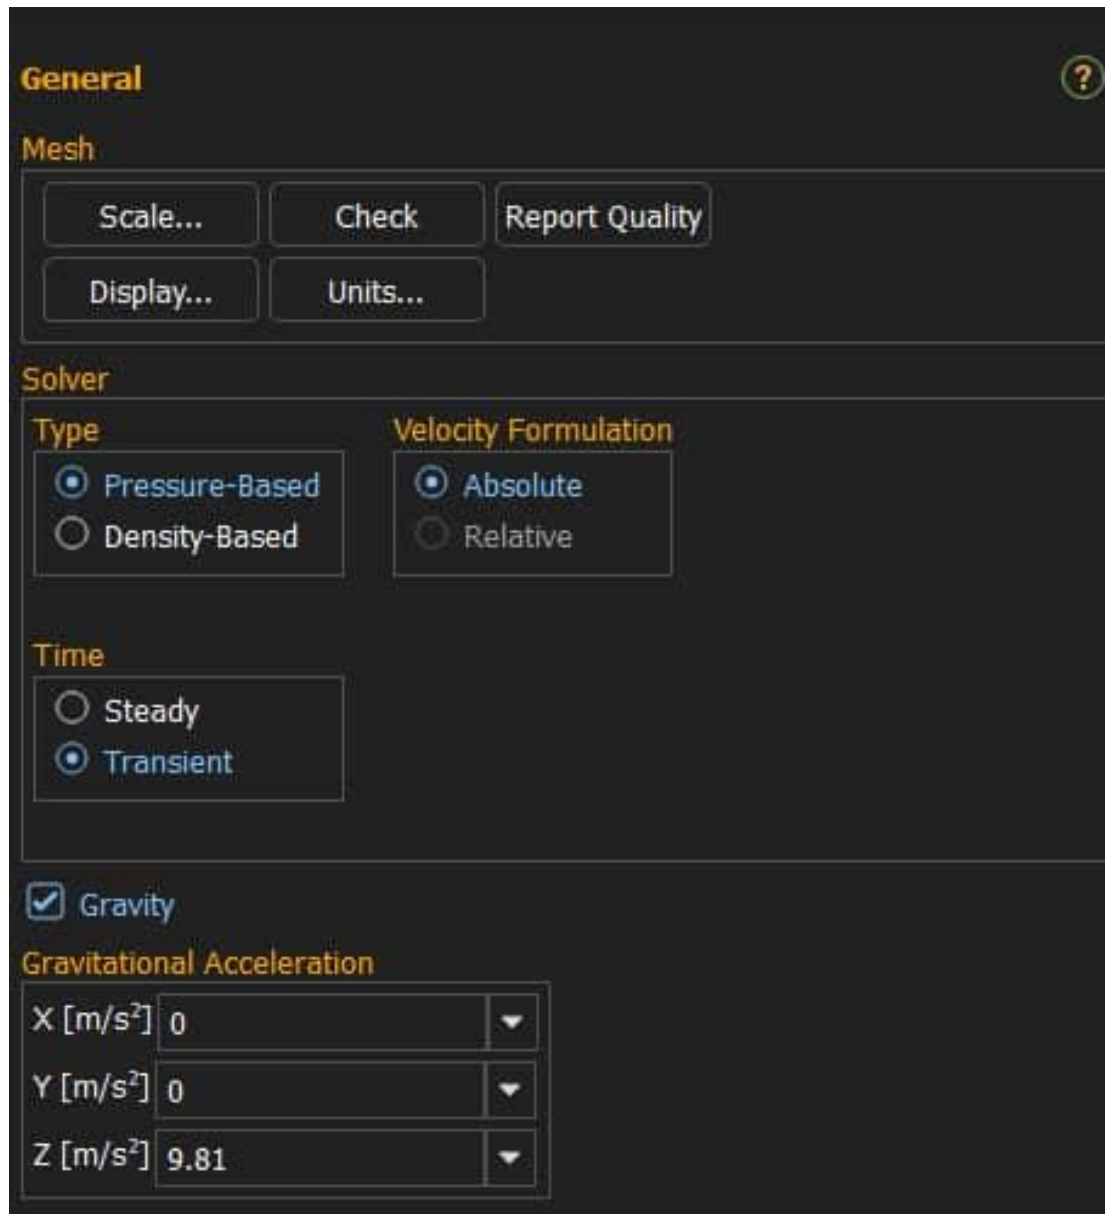 General
?
Mesh
Scale... Check Report Quality
Display... Units...
Solver
Type Velocity Formulation
Pressure-Based Absolute
Density-Based Relative
Time
Steady
Transient
Gravity
Gravitational Acceleration
X [m/s²] 0
Y [m/s²] 0
Z [m/s²] 9.81